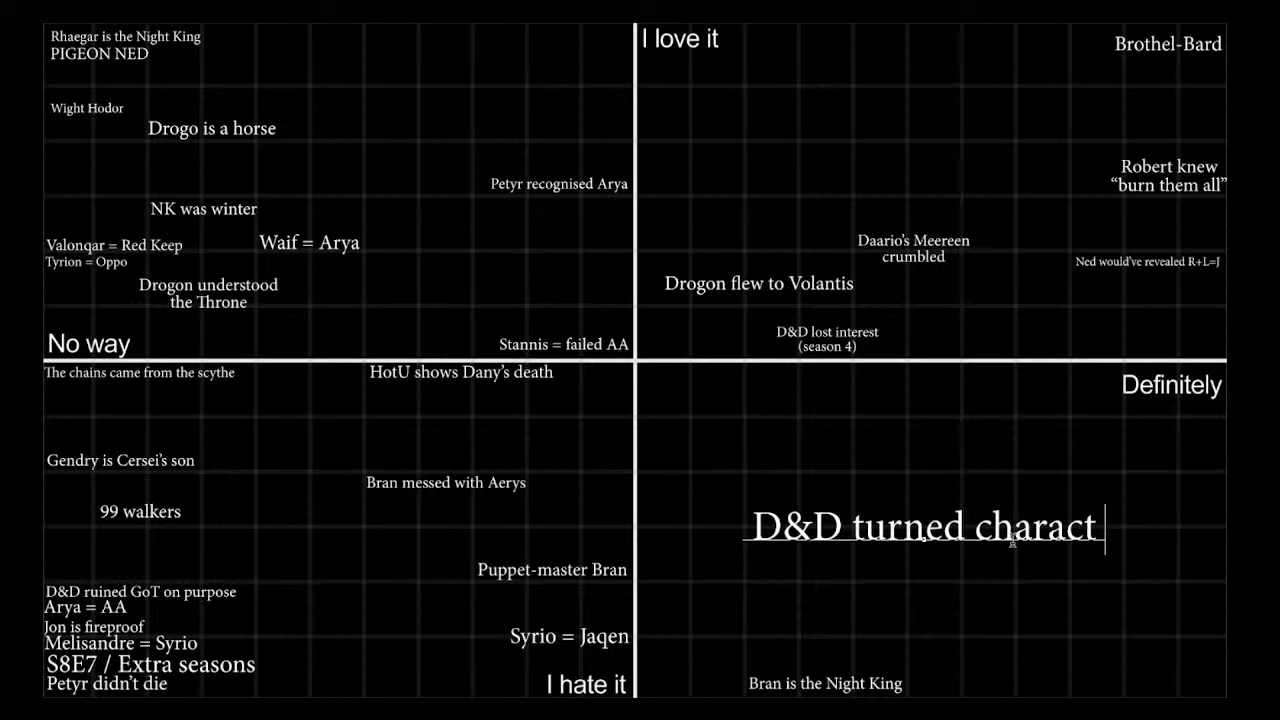 Rhaegar is the Night King
PIGEON NED
I love it
Brothel-Bard
Wight Hodor
Drogo is a horse
Petyr recognised Arya
Robert knew
“burn them all”
NK was winter
Valonqar = Red Keep
Waif = Arya
Tyrion = Oppo
Daario’s Meereen
crumbled
Ned would’ve revealed R+L=J
Drogon understood
the Throne
Drogon flew to Volantis
No way
Stannis = failed AA
D&D lost interest
(season 4)
The chains came from the scythe
HotU shows Dany’s death
Definitely
Gendry is Cersei’s son
Bran messed with Aerys
99 walkers
D&D turned charact
Puppet-master Bran
D&D ruined GoT on purpose
Arya = AA
Jon is fireproof
Melisandre = Syrio
Syrio = Jaqen
S8E7 / Extra seasons
Petyr didn’t die
I hate it
Bran is the Night King